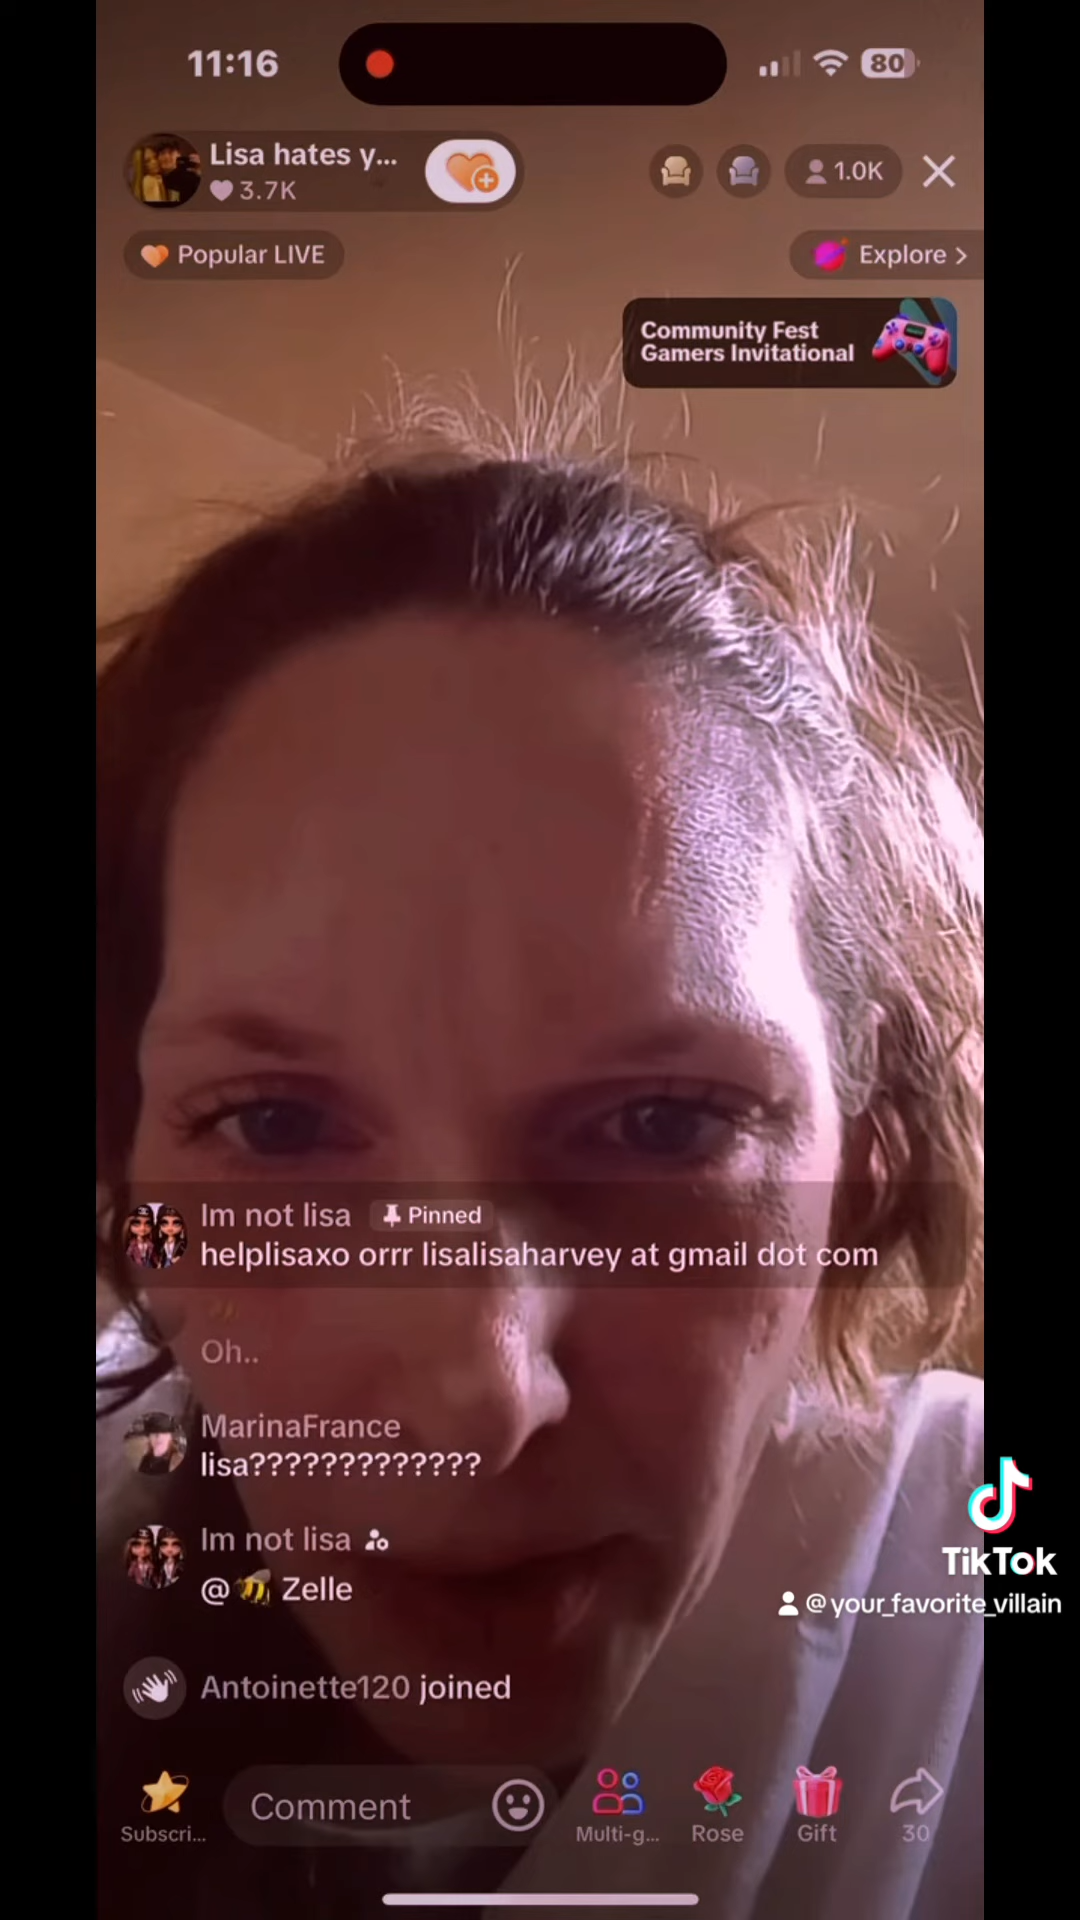 11:16
80
Lisa hates y...
3.7K
1.0K
Popular LIVE
Explore >
Community Fest
Gamers Invitational
Im not lisa Pinned
helplisaxo orrr lisalisaharvey at gmail dot com
Oh..
MarinaFrance
lisa?????????????
Im not lisa
@🐝 Zelle
TikTok
@your_favorite_villain
Antoinette120 joined
Comment
Subscri...
Multi-g...
Rose
Gift
30